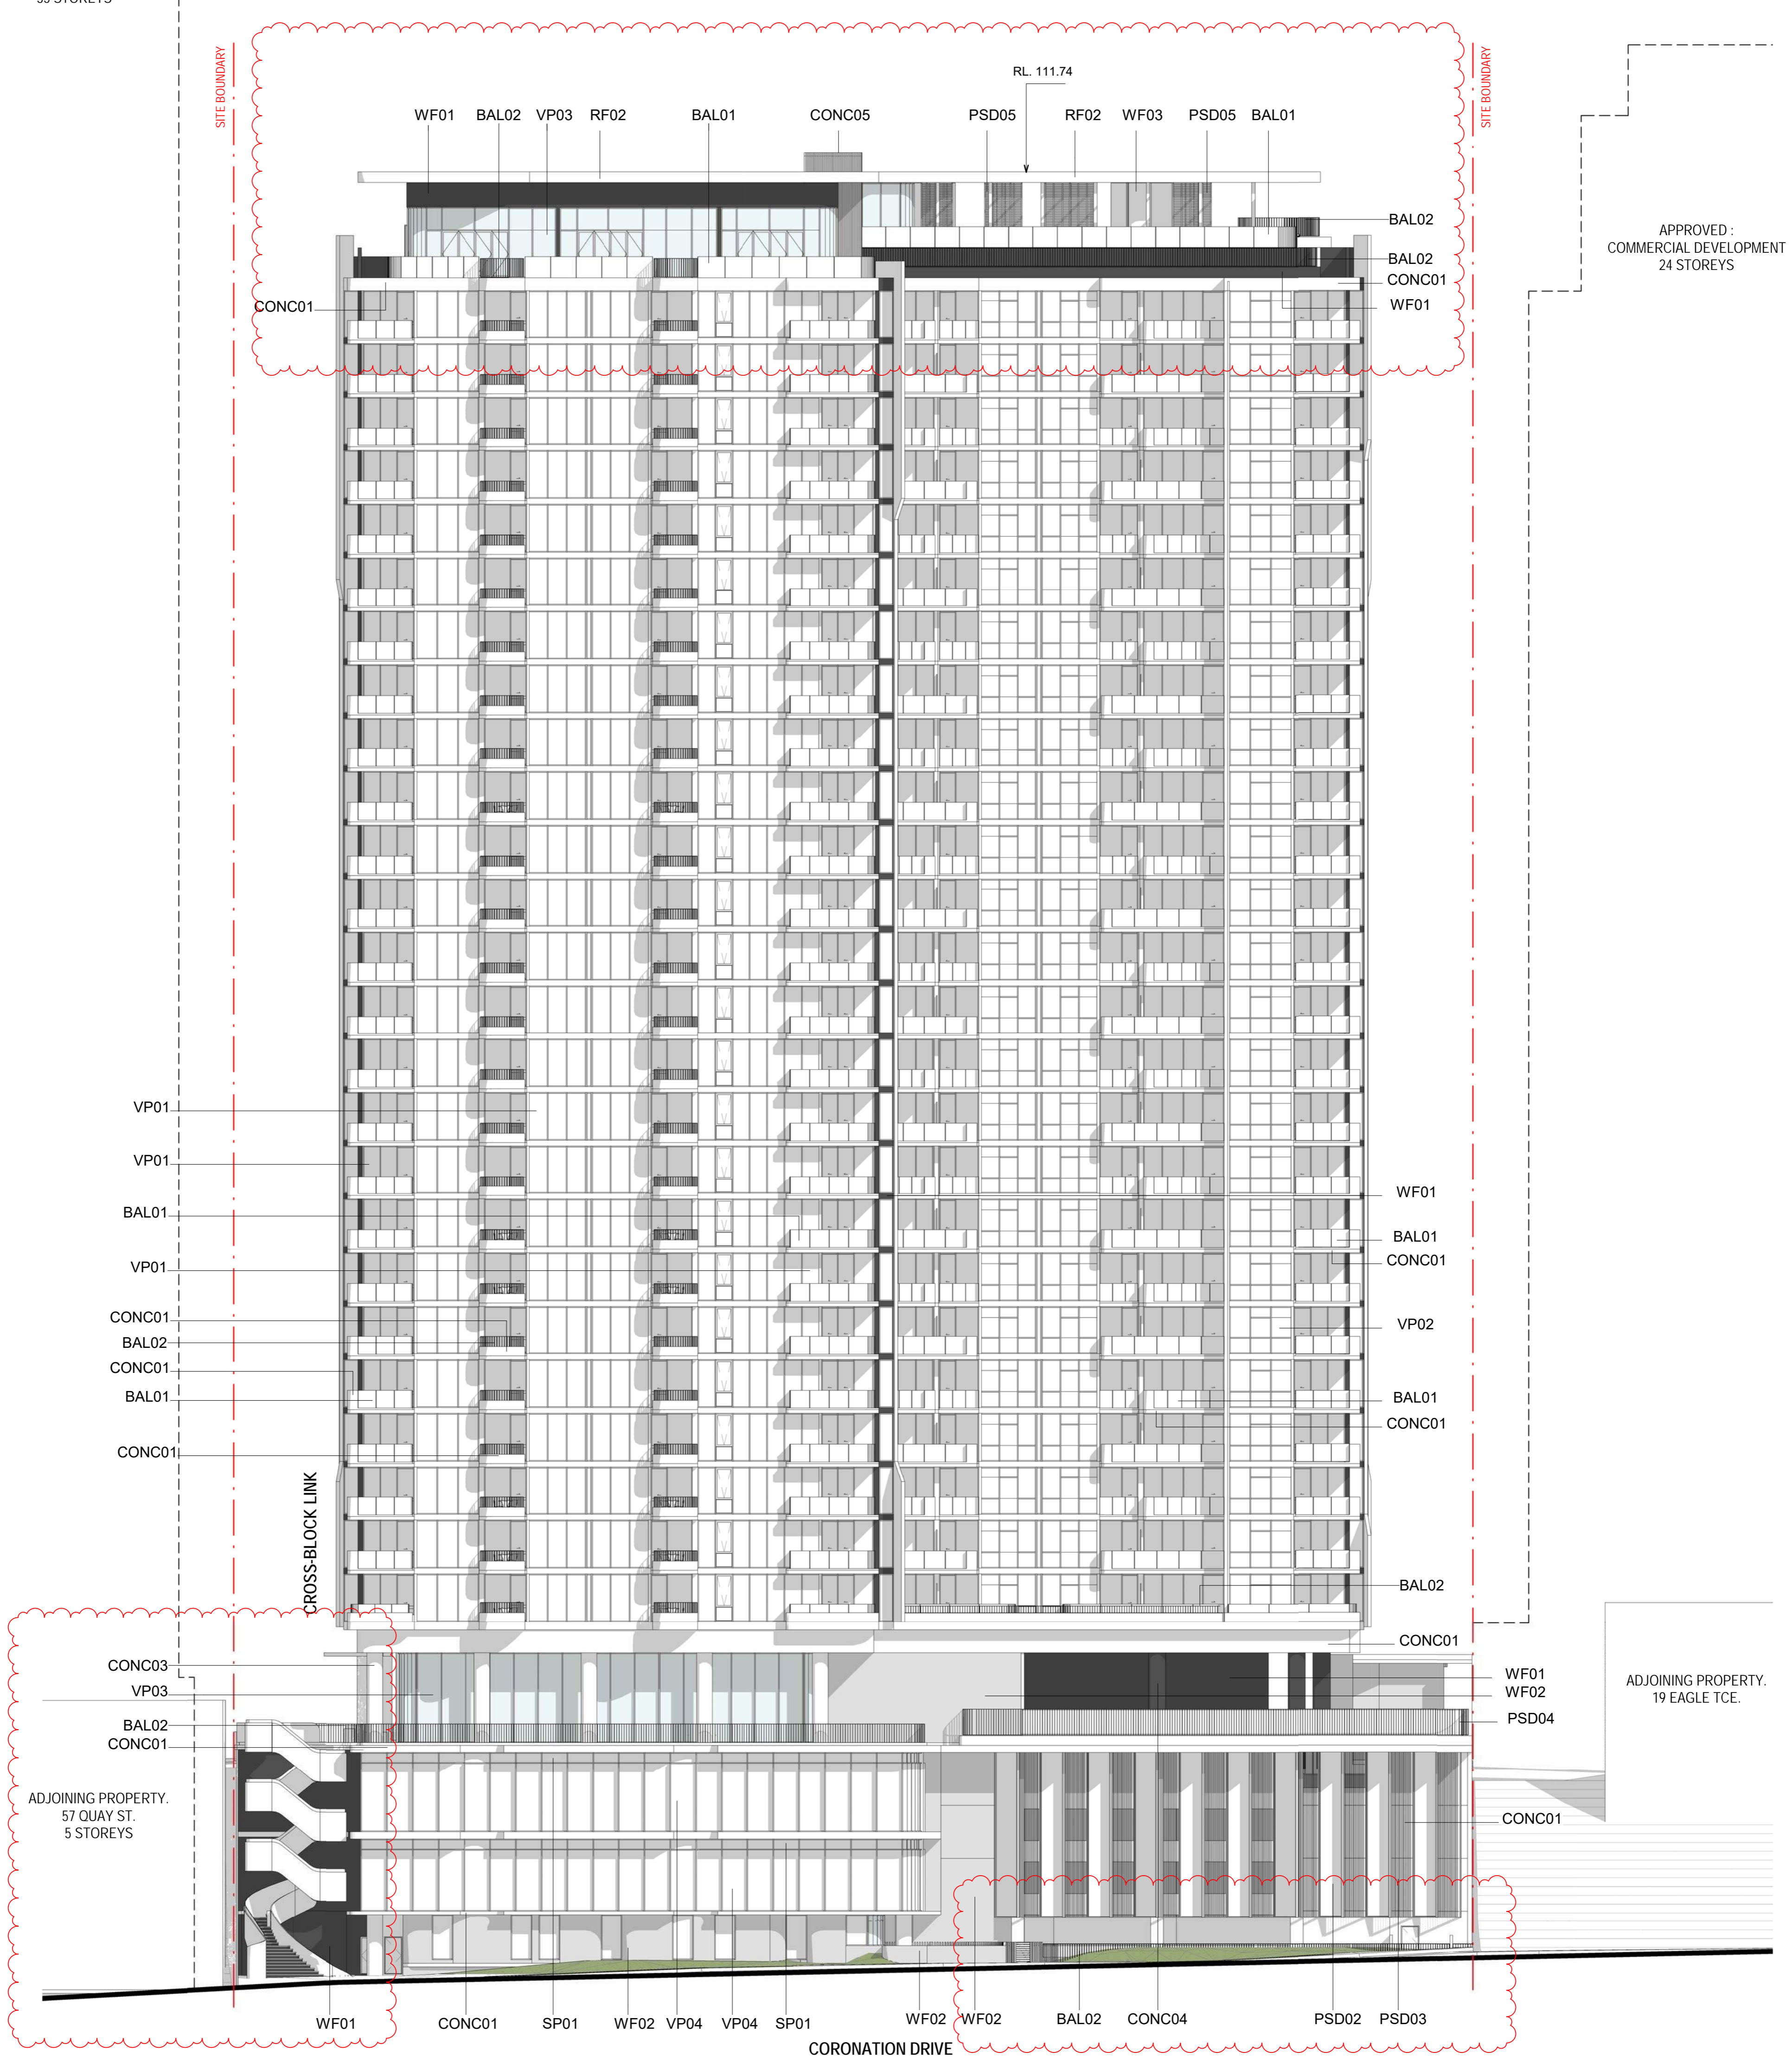 33 STOREYS
SITE BOUNDARY
RL. 111.74
SITE BOUNDARY
WF01 BAL02 VP03 RF02 BAL01 CONC05 PSD05 RF02 WF03 PSD05 BAL01
BAL02
APPROVED :
COMMERCIAL DEVELOPMENT
24 STOREYS
BAL02
CONC01
CONC01
WF01
VP01
VP01
WF01
BAL01
BAL01
CONC01
VP01
CONC01
VP02
BAL02
CONC01
BAL01
BAL01
CONC01
CONC01
CROSS-BLOCK LINK
BAL02
CONC01
CONC03
WF01
VP03
WF02
ADJOINING PROPERTY.
19 EAGLE TCE.
PSD04
BAL02
CONC01
ADJOINING PROPERTY.
57 QUAY ST.
5 STOREYS
CONC01
WF01 CONC01 SP01 WF02 VP04 VP04 SP01 WF02 WF02 BAL02 CONC04 PSD02 PSD03
CORONATION DRIVE